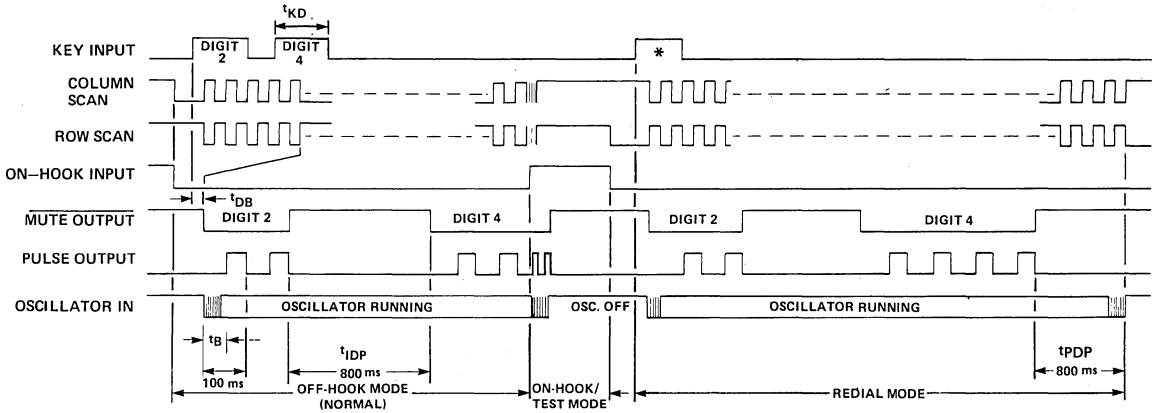 tKD
KEY INPUT
DIGIT 2
DIGIT 4
*
COLUMN SCAN
ROW SCAN
ON–HOOK INPUT
tDB
MUTE OUTPUT
DIGIT 2
DIGIT 4
DIGIT 2
DIGIT 4
PULSE OUTPUT
OSCILLATOR IN
OSCILLATOR RUNNING
OSC. OFF
OSCILLATOR RUNNING
tB
100 ms
tIDP
800 ms
tPDP
800 ms
OFF-HOOK MODE (NORMAL)
ON-HOOK/ TEST MODE
REDIAL MODE